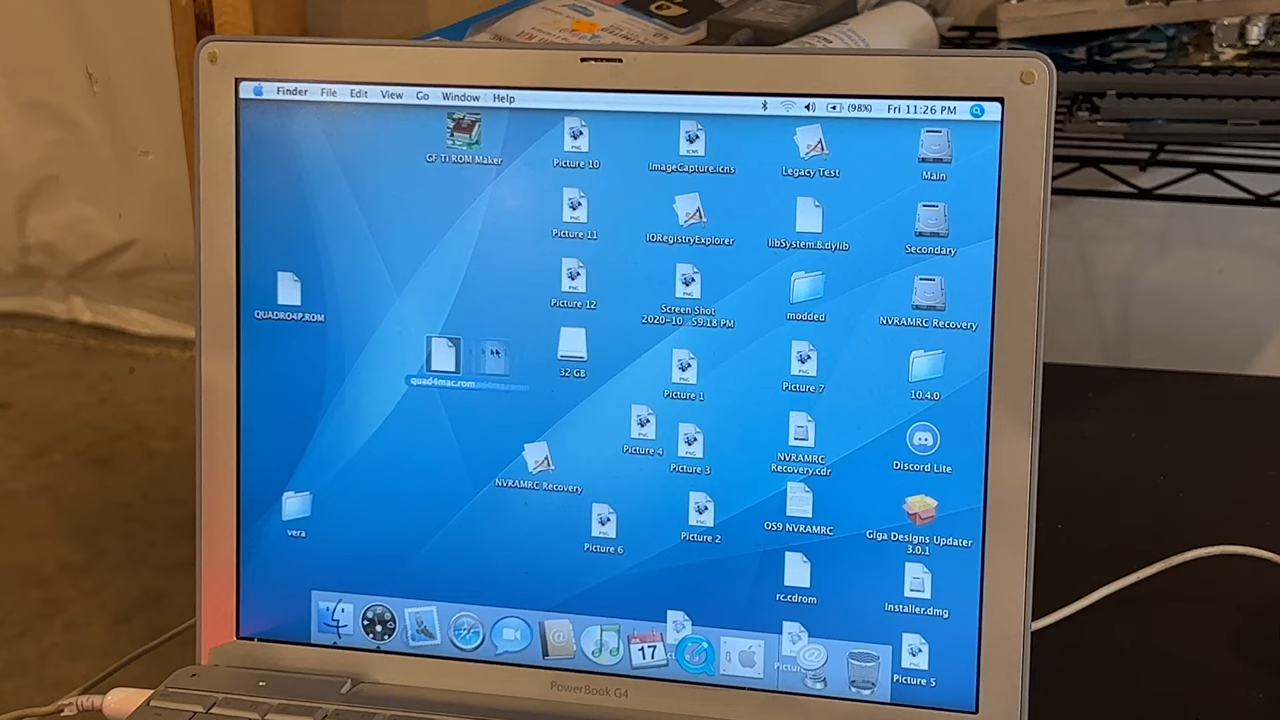 Finder File Edit View Go Window Help
(98%) Fri 11:26 PM
GF Ti ROM Maker
Picture 10
ImageCapture.icns
Legacy Test
Main
Picture 11
IORegistryExplorer
libSystem.B.dylib
Secondary
QUADRO4P.ROM
Picture 12
Screen Shot
2020-10...59.18 PM
modded
NVRAMRC Recovery
quad4mac.rom
32 GB
Picture 1
Picture 7
10.4.0
Picture 4
Picture 3
NVRAMRC
Recovery.cdr
Discord Lite
NVRAMRC Recovery
vera
Picture 6
Picture 2
OS9 NVRAMRC
Giga Designs Updater
3.0.1
rc.cdrom
Installer.dmg
17
Picture 5
PowerBook G4